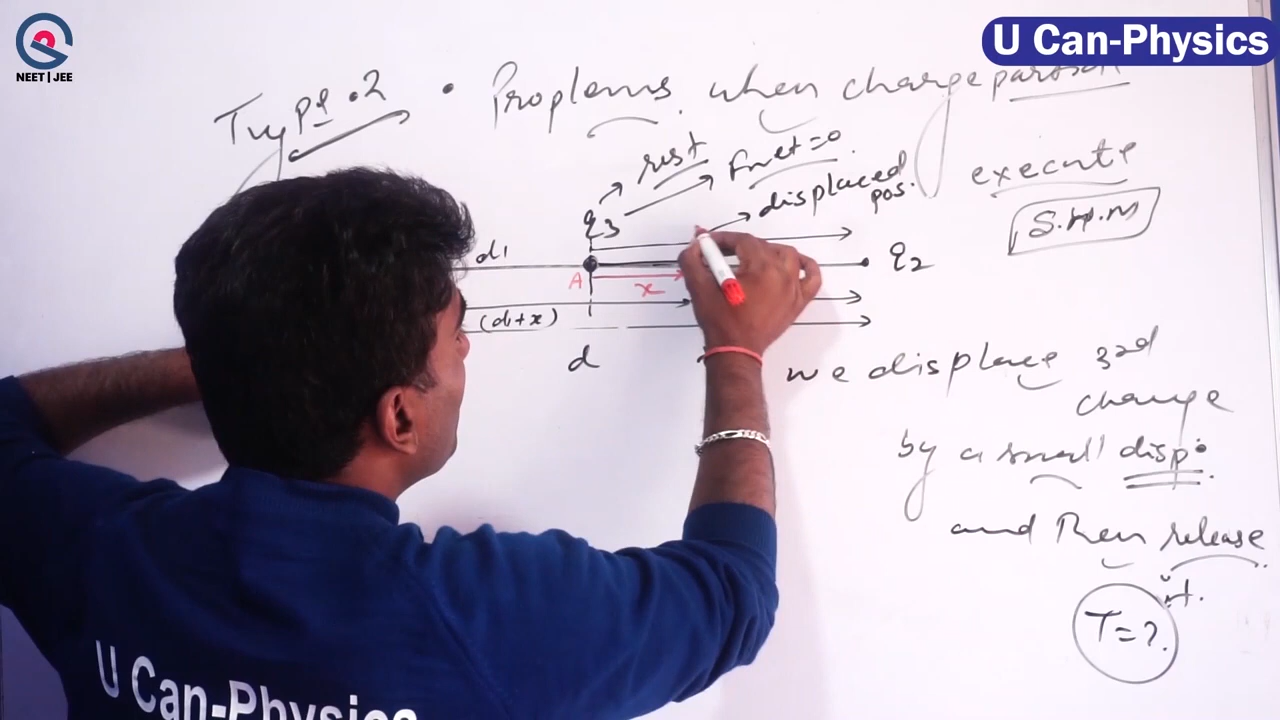 U Can-Physics
NEET | JEE
Type.2 • Proplems when charge
execute
S.H.M
rest
Fnet=0
displaced
pos.
q3
d1
q2
A
x
(d1+x)
d
we displace 3rd
charge
by a small disp.
and Then release
it.
T=?
U Can-Physics